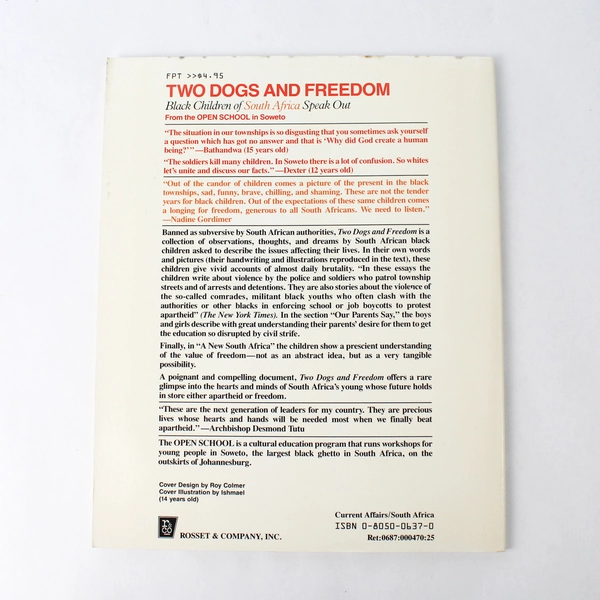 FPT >>$4.95
TWO DOGS AND FREEDOM
Black Children of South Africa Speak Out
From the OPEN SCHOOL in Soweto
“The situation in our townships is so disgusting that you sometimes ask yourself
a question which has got no answer and that is ‘Why did God create a human
being?’” —Bathandwa (15 years old)
“The soldiers kill many children. In Soweto there is a lot of confusion. So whites
let’s unite and discuss our facts.” —Dexter (12 years old)
“Out of the candor of children comes a picture of the present in the black
townships, sad, funny, brave, chilling, and shaming. These are not the tender
years for black children. Out of the expectations of these same children comes
a longing for freedom, generous to all South Africans. We need to listen.”
—Nadine Gordimer
Banned as subversive by South African authorities, Two Dogs and Freedom is a
collection of observations, thoughts, and dreams by South African black
children asked to describe the issues affecting their lives. In their own words
and pictures (their handwriting and illustrations reproduced in the text), these
children give vivid accounts of almost daily brutality. “In these essays the
children write about violence by the police and soldiers who patrol township
streets and of arrests and detentions. They are also stories about the violence of
the so-called comrades, militant black youths who often clash with the
authorities or other blacks in enforcing school or job boycotts to protest
apartheid” (The New York Times). In the section “Our Parents Say,” the boys
and girls describe with great understanding their parents’ desire for them to get
the education so disrupted by civil strife.
Finally, in “A New South Africa” the children show a prescient understanding
of the value of freedom—not as an abstract idea, but as a very tangible
possibility.
A poignant and compelling document, Two Dogs and Freedom offers a rare
glimpse into the hearts and minds of South Africa’s young whose future holds
in store either apartheid or freedom.
“These are the next generation of leaders for my country. They are precious
lives whose hearts and hands will be needed most when we finally beat
apartheid.” —Archbishop Desmond Tutu
The OPEN SCHOOL is a cultural education program that runs workshops for
young people in Soweto, the largest black ghetto in South Africa, on the
outskirts of Johannesburg.
Cover Design by Roy Colmer
Cover Illustration by Ishmael
(14 years old)
ROSSET & COMPANY, INC.
Current Affairs/South Africa
ISBN 0-8050-0637-0
Ret:0687:000470:25